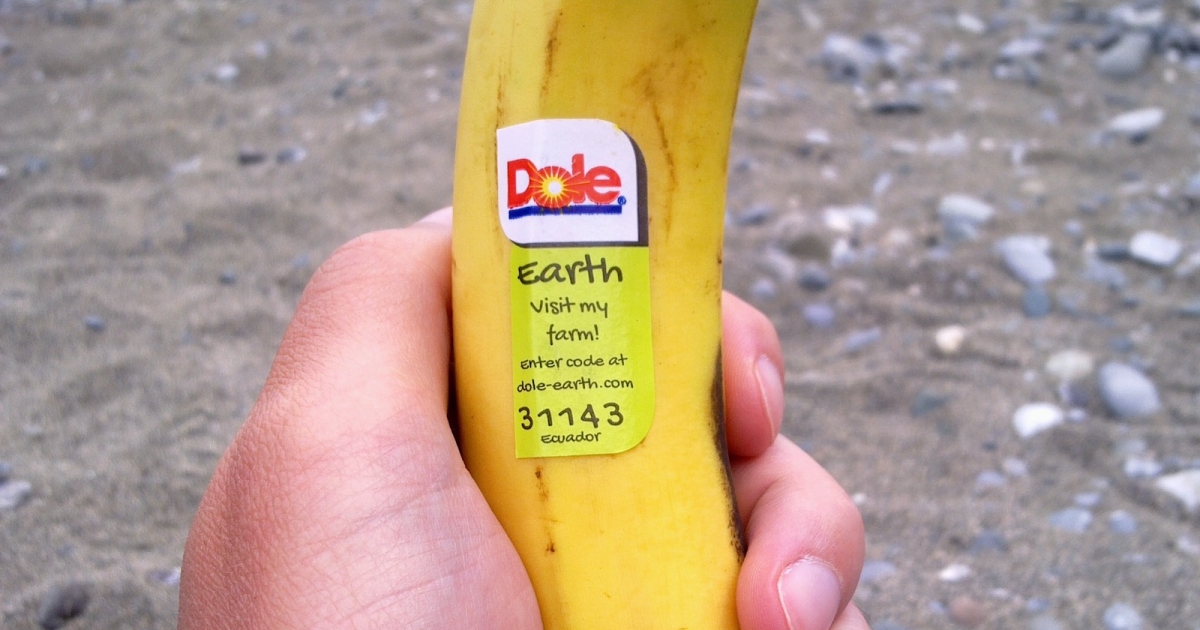 Dole®
Earth
Visit my
farm!
Enter code at
dole-earth.com
31143
Ecuador